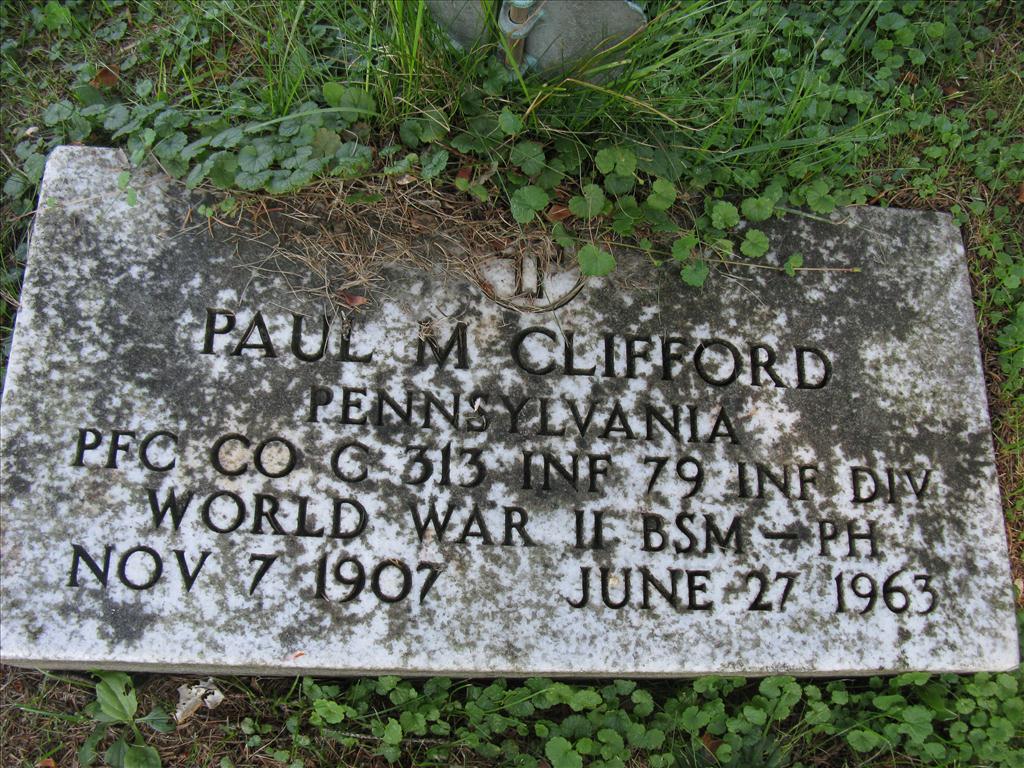 PAUL M CLIFFORD
PENNSYLVANIA
PFC CO G 313 INF 79 INF DIV
WORLD WAR II BSM – PH
NOV 7 1907 JUNE 27 1963